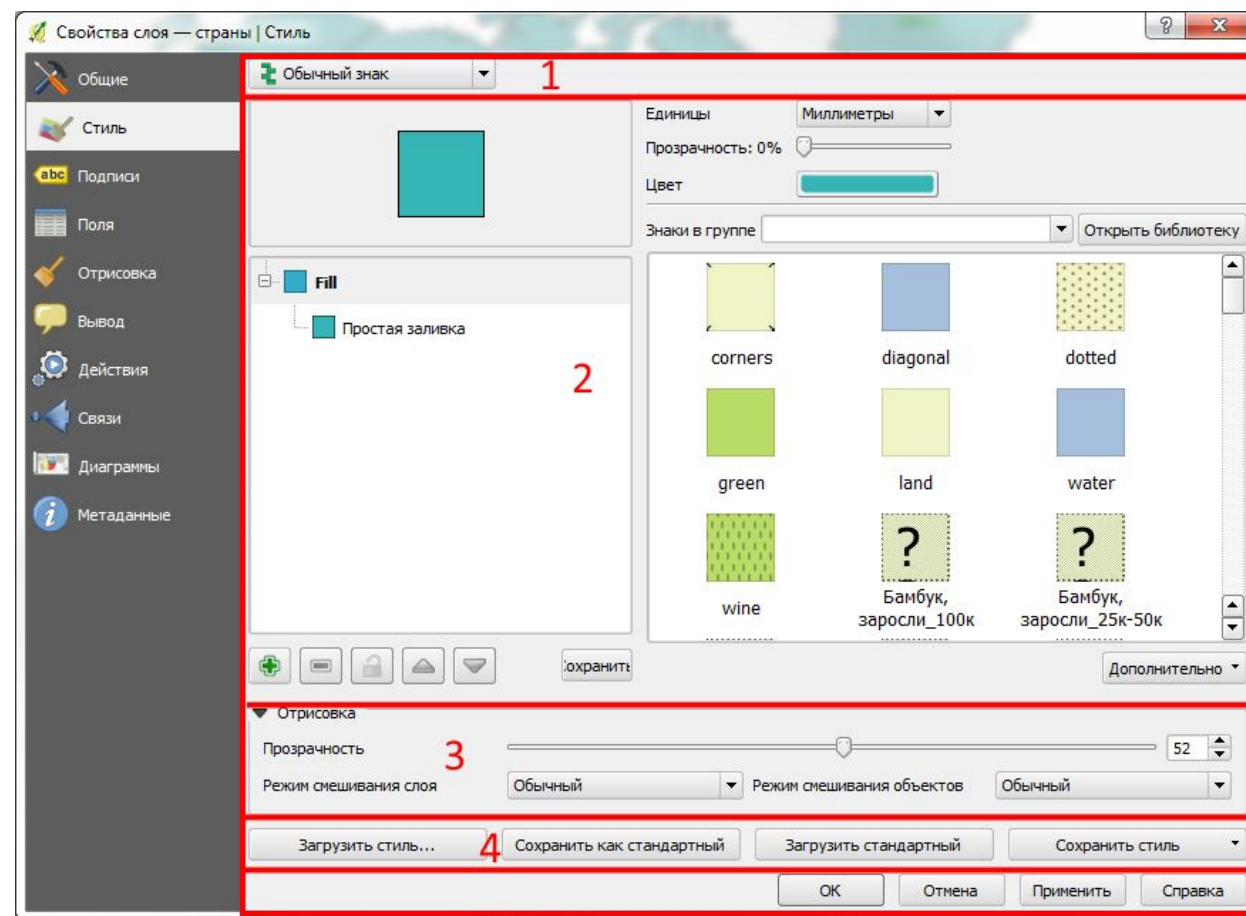 Свойства слоя — страны | Стиль
Общие
Стиль
abc Подписи
Поля
Отрисовка
Вывод
Действия
Связи
Диаграммы
Метаданные
Обычный знак
1
Единицы Миллиметры
Прозрачность: 0%
Цвет
Знаки в группе Открыть библиотеку
Fill
Простая заливка
2
corners diagonal dotted
green land water
wine Бамбук, заросли_100к Бамбук, заросли_25к-50к
охранить
Дополнительно
Отрисовка
Прозрачность 3 52
Режим смешивания слоя Обычный Режим смешивания объектов Обычный
Загрузить стиль... 4 Сохранить как стандартный Загрузить стандартный Сохранить стиль
OK Отмена Применить Справка